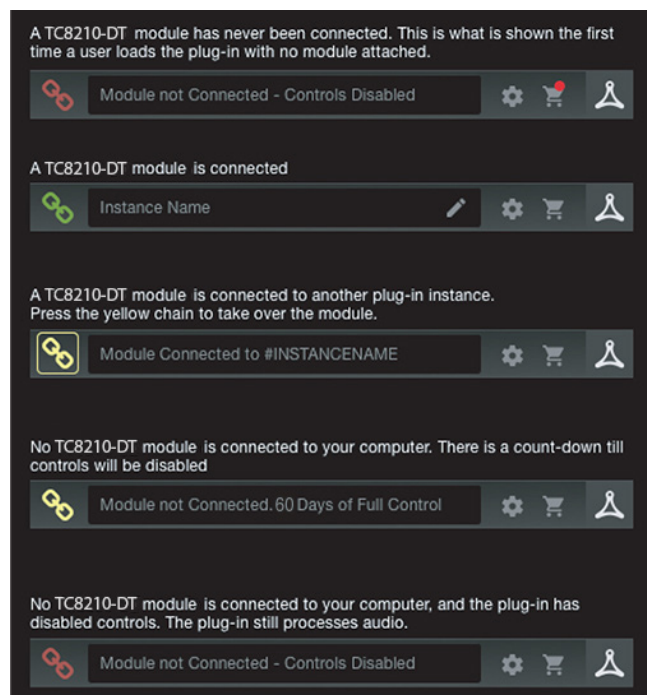 A TC8210-DT module has never been connected. This is what is shown the first
time a user loads the plug-in with no module attached.
Module not Connected - Controls Disabled
A TC8210-DT module is connected
Instance Name
A TC8210-DT module is connected to another plug-in instance.
Press the yellow chain to take over the module.
Module Connected to #INSTANCENAME
No TC8210-DT module is connected to your computer. There is a count-down till
controls will be disabled
Module not Connected. 60 Days of Full Control
No TC8210-DT module is connected to your computer, and the plug-in has
disabled controls. The plug-in still processes audio.
Module not Connected - Controls Disabled